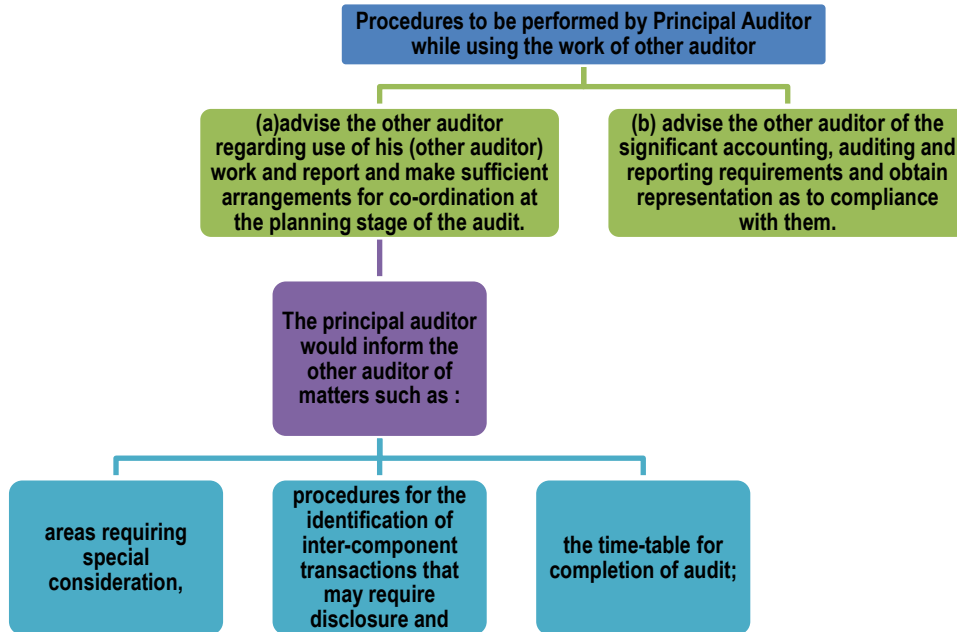 Procedures to be performed by Principal Auditor
while using the work of other auditor
(a)advise the other auditor
regarding use of his (other auditor)
work and report and make sufficient
arrangements for co-ordination at
the planning stage of the audit.
(b) advise the other auditor of the
significant accounting, auditing and
reporting requirements and obtain
representation as to compliance
with them.
The principal auditor
would inform the
other auditor of
matters such as :
areas requiring
special
consideration,
procedures for the
identification of
inter-component
transactions that
may require
disclosure and
the time-table for
completion of audit;